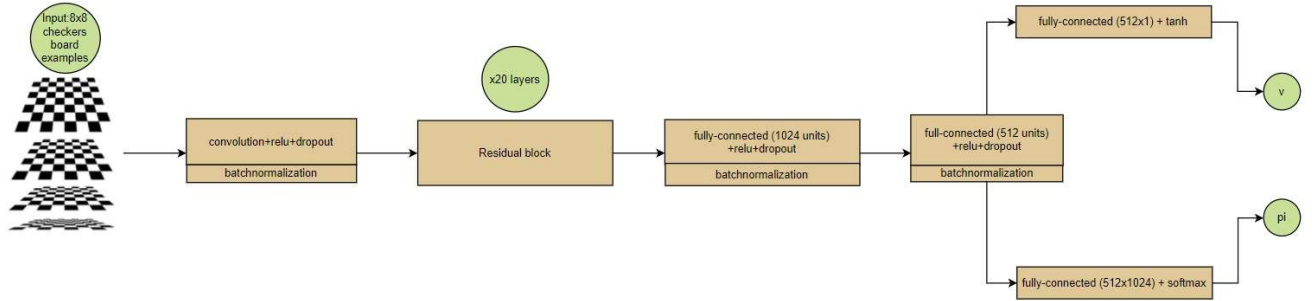 Input:8x8
checkers
board
examples
convolution+relu+dropout
batchnormalization
x20 layers
Residual block
fully-connected (1024 units)
+relu+dropout
batchnormalization
full-connected (512 units)
+relu+dropout
batchnormalization
fully-connected (512x1) + tanh
v
fully-connected (512x1024) + softmax
pi